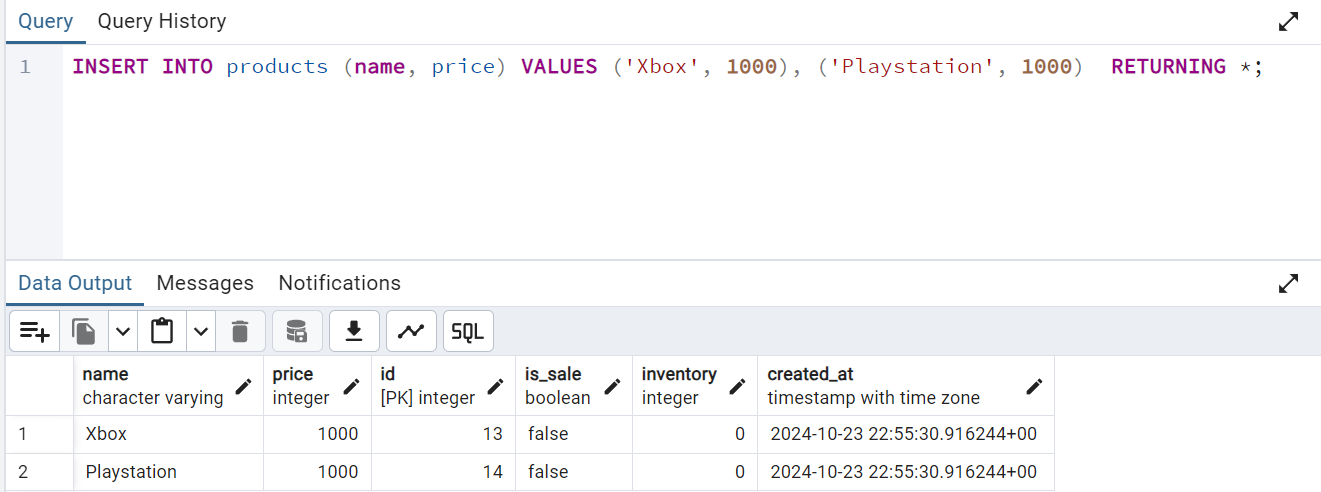 Query Query History
1 INSERT INTO products (name, price) VALUES ('Xbox', 1000), ('Playstation', 1000)  RETURNING *;
Data Output Messages Notifications
SQL
name price id is_sale inventory created_at
character varying integer [PK] integer boolean integer timestamp with time zone
1 Xbox 1000 13 false 0 2024-10-23 22:55:30.916244+00
2 Playstation 1000 14 false 0 2024-10-23 22:55:30.916244+00